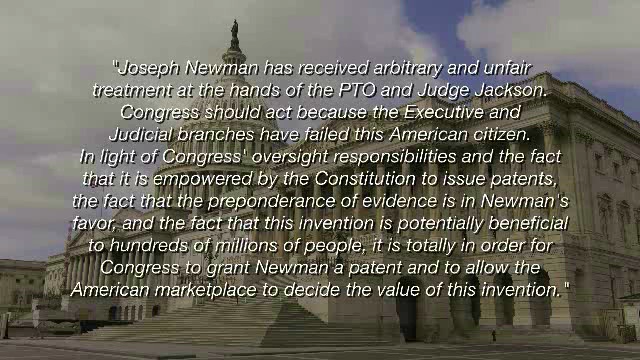 "Joseph Newman has received arbitrary and unfair
treatment at the hands of the PTO and Judge Jackson.
Congress should act because the Executive and
Judicial branches have failed this American citizen.
In light of Congress' oversight responsibilities and the fact
that it is empowered by the Constitution to issue patents,
the fact that the preponderance of evidence is in Newman's
favor, and the fact that this invention is potentially beneficial
to hundreds of millions of people, it is totally in order for
Congress to grant Newman a patent and to allow the
American marketplace to decide the value of this invention."